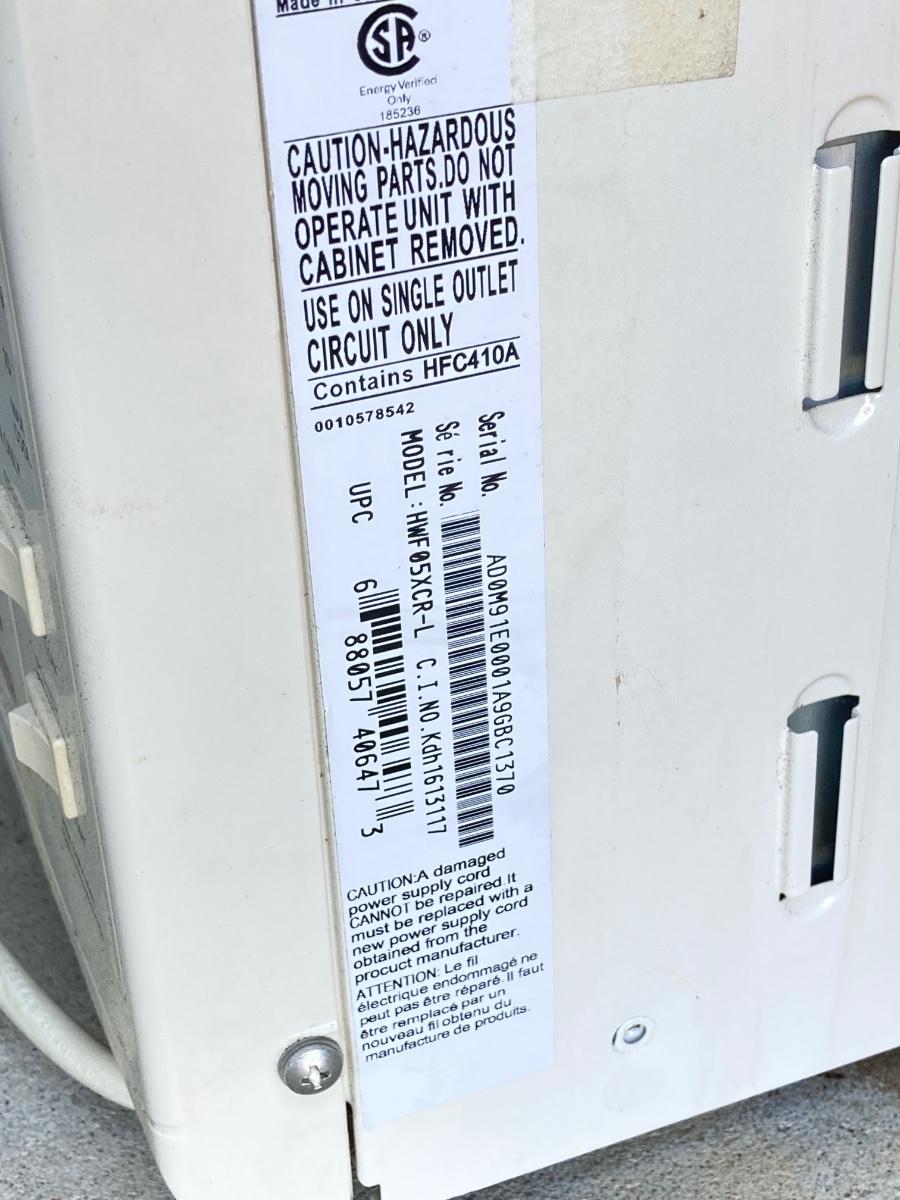 Made in
CSA®
Energy Verified
Only
185236
CAUTION-HAZARDOUS
MOVING PARTS.DO NOT
OPERATE UNIT WITH
CABINET REMOVED.
USE ON SINGLE OUTLET
CIRCUIT ONLY
Contains HFC410A
0010578542
Serial No.
AD0M91E0001A9GBC1370
Sé rie No.
MODEL:HWF05XCR-L C.I.NO.Kdh1613117
UPC
6 88057 40647 3
CAUTION:A damaged
power supply cord
CANNOT be repaired.It
must be replaced with a
new power supply cord
obtained from the
product manufacturer.
ATTENTION: Le fil
électrique endommagé ne
peut pas être réparé. Il faut
être remplacé par un
nouveau fil obtenu du
manufacture de produits.